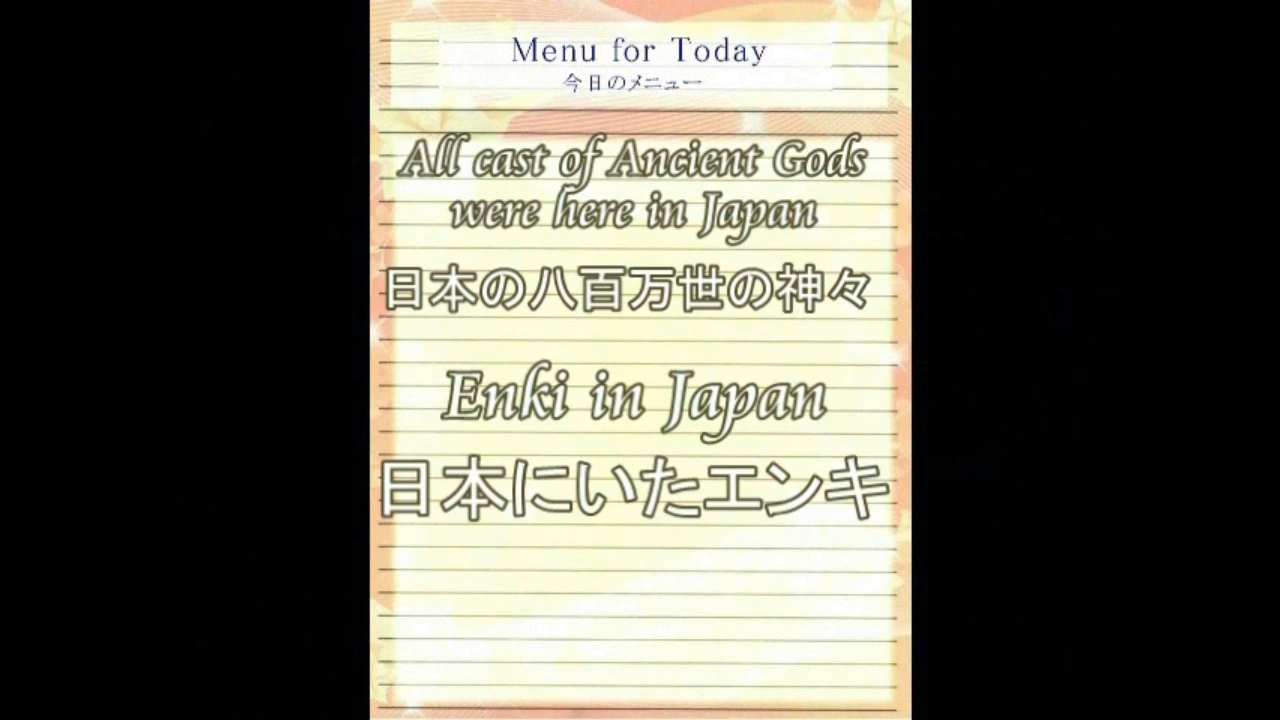 Menu for Today
今日のメニュー
All cast of Ancient Gods
were here in Japan
日本の八百万世の神々
Enki in Japan
日本にいたエンキ